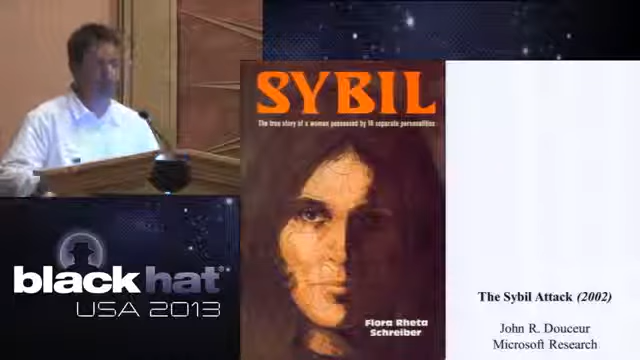 SYBIL
The true story of a woman possessed by 16 separate personalities
Flora Rheta
Schreiber
The Sybil Attack (2002)
John R. Douceur
Microsoft Research
black hat®
USA 2013